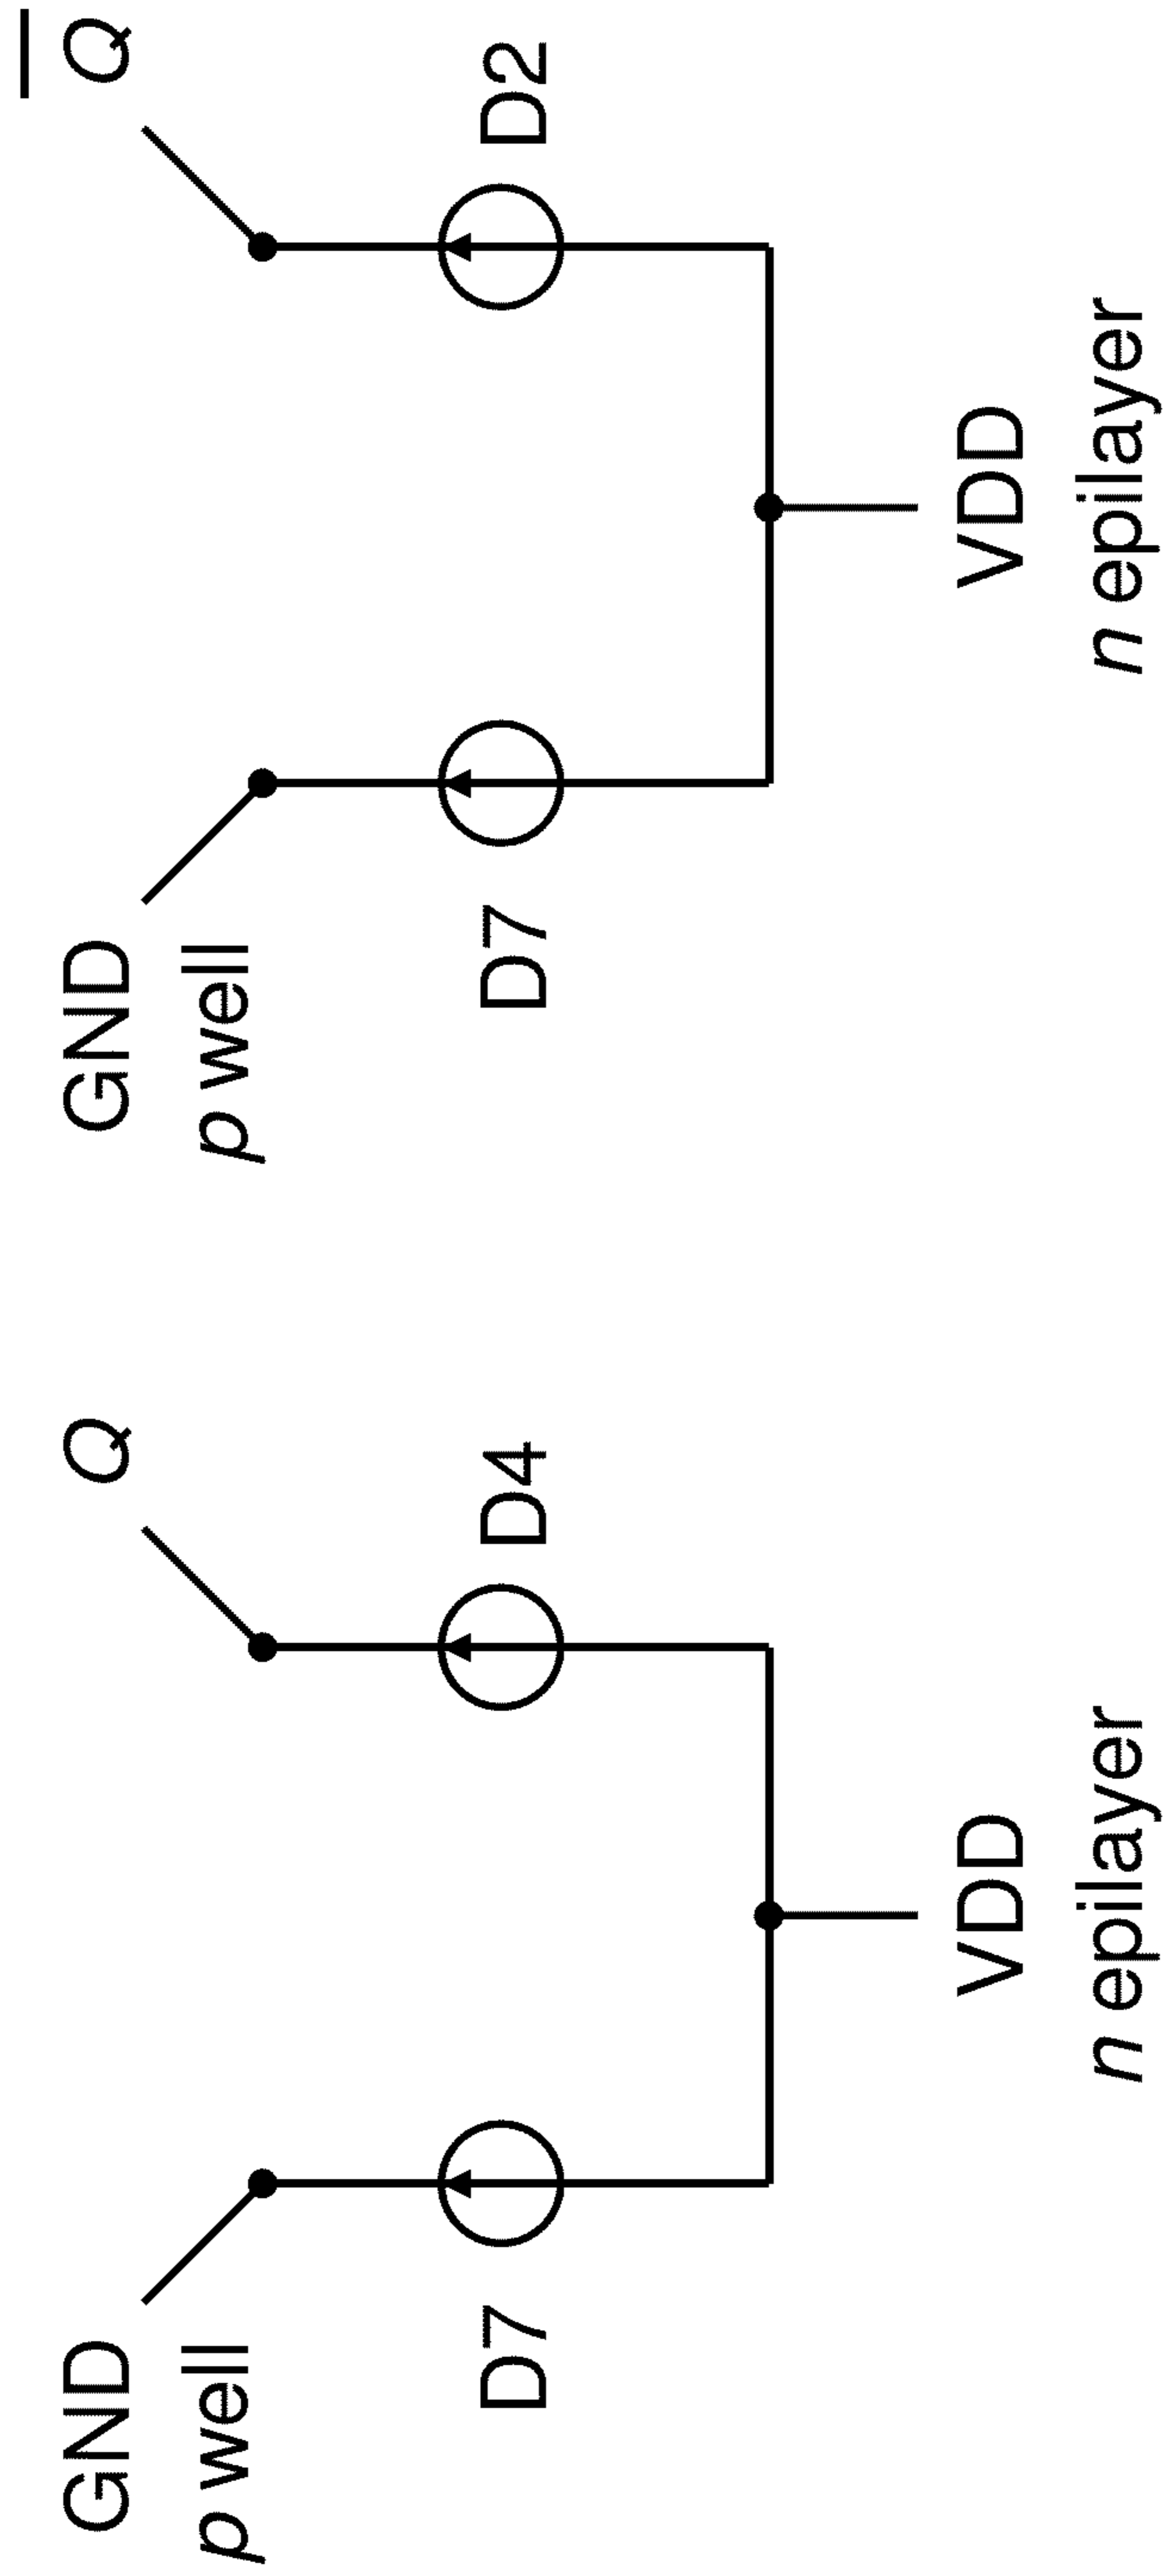 GND
p well
Q
D7
D4
VDD
n epilayer
GND
p well
Q̅
D7
D2
VDD
n epilayer